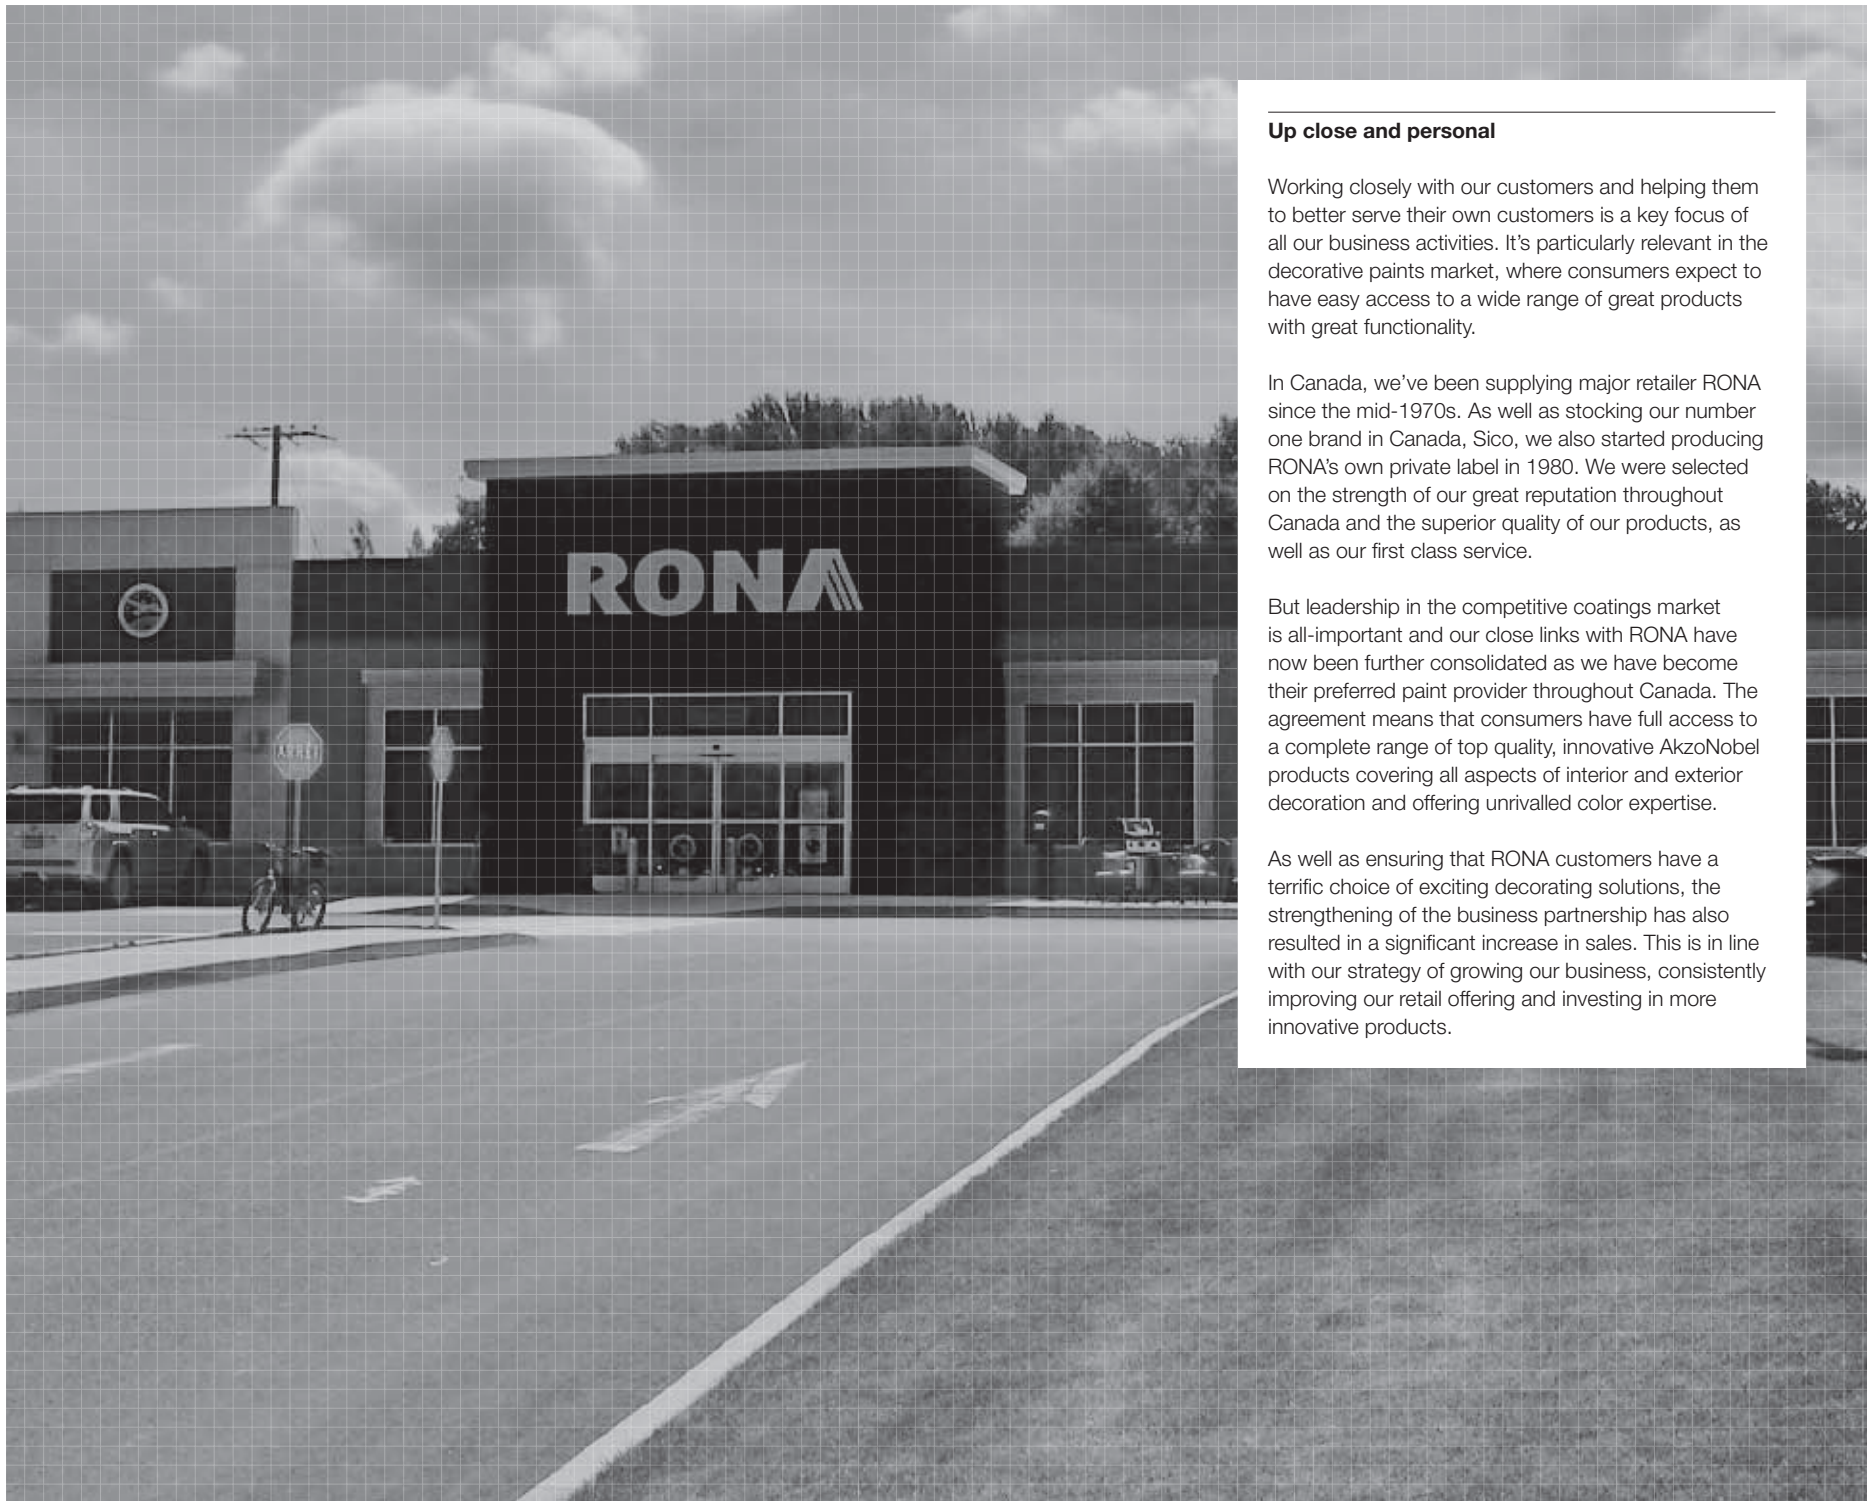 Up close and personal
Working closely with our customers and helping them
to better serve their own customers is a key focus of
all our business activities. It’s particularly relevant in the
decorative paints market, where consumers expect to
have easy access to a wide range of great products
with great functionality.
In Canada, we’ve been supplying major retailer RONA
since the mid-1970s. As well as stocking our number
one brand in Canada, Sico, we also started producing
RONA’s own private label in 1980. We were selected
on the strength of our great reputation throughout
Canada and the superior quality of our products, as
well as our first class service.
But leadership in the competitive coatings market
is all-important and our close links with RONA have
now been further consolidated as we have become
their preferred paint provider throughout Canada. The
agreement means that consumers have full access to
a complete range of top quality, innovative AkzoNobel
products covering all aspects of interior and exterior
decoration and offering unrivalled color expertise.
As well as ensuring that RONA customers have a
terrific choice of exciting decorating solutions, the
strengthening of the business partnership has also
resulted in a significant increase in sales. This is in line
with our strategy of growing our business, consistently
improving our retail offering and investing in more
innovative products.
RONA
ARRÊT